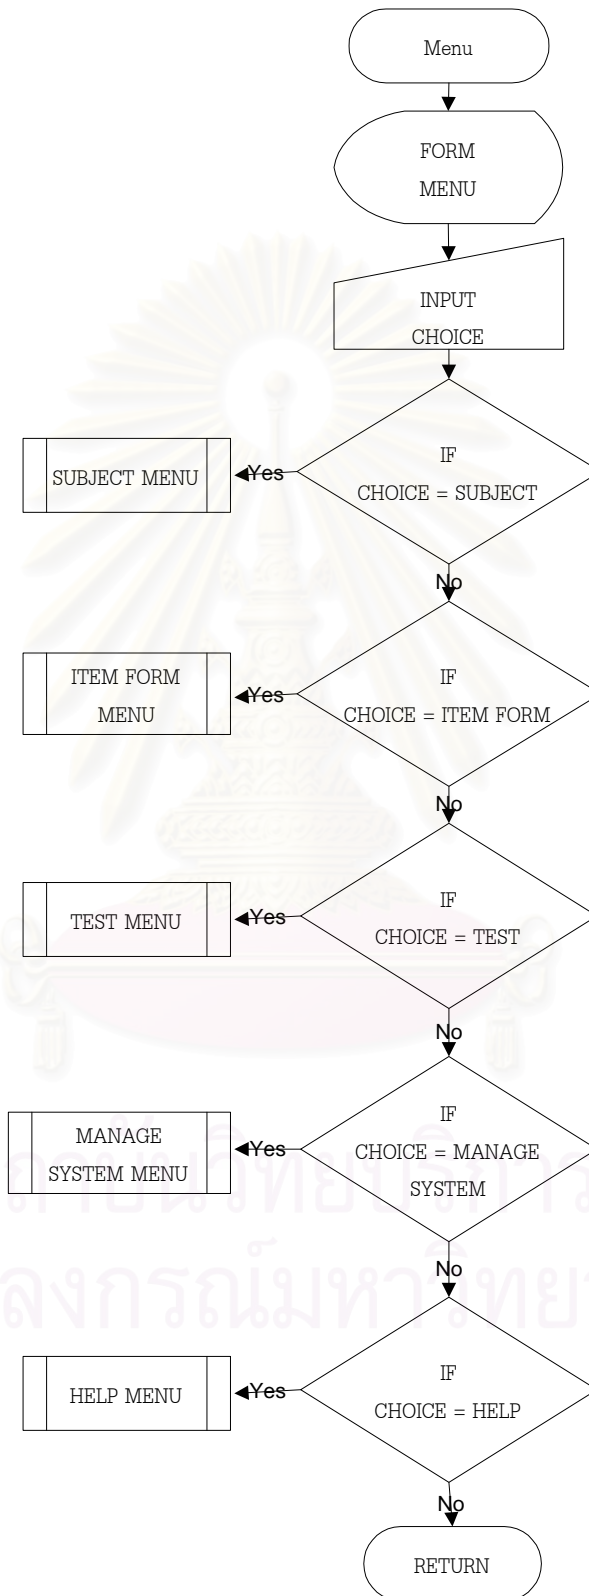 Menu
FORM
MENU
INPUT
CHOICE
IF
CHOICE = SUBJECT
Yes
SUBJECT MENU
No
IF
CHOICE = ITEM FORM
Yes
ITEM FORM
MENU
No
IF
CHOICE = TEST
Yes
TEST MENU
No
IF
CHOICE = MANAGE
SYSTEM
Yes
MANAGE
SYSTEM MENU
No
IF
CHOICE = HELP
Yes
HELP MENU
No
RETURN